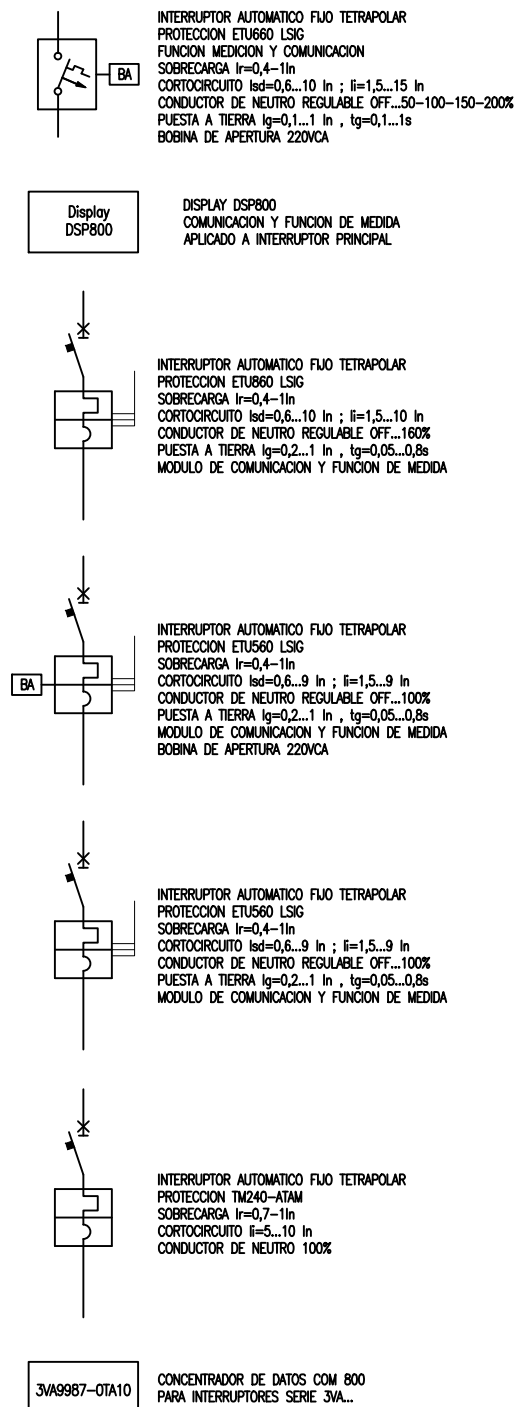 INTERRUPTOR AUTOMATICO FIJO TETRAPOLAR
PROTECCION ETU660 LSIG
FUNCION MEDICION Y COMUNICACION
SOBRECARGA Ir=0,4-1In
CORTOCIRCUITO Isd=0,6...10 In ; Ii=1,5...15 In
CONDUCTOR DE NEUTRO REGULABLE OFF...50-100-150-200%
PUESTA A TIERRA Ig=0,1...1 In , tg=0,1...1s
BOBINA DE APERTURA 220VCA
BA
Display
DSP800
DISPLAY DSP800
COMUNICACION Y FUNCION DE MEDIDA
APLICADO A INTERRUPTOR PRINCIPAL
INTERRUPTOR AUTOMATICO FIJO TETRAPOLAR
PROTECCION ETU860 LSIG
SOBRECARGA Ir=0,4-1In
CORTOCIRCUITO Isd=0,6...10 In ; Ii=1,5...10 In
CONDUCTOR DE NEUTRO REGULABLE OFF...160%
PUESTA A TIERRA Ig=0,2...1 In , tg=0,05...0,8s
MODULO DE COMUNICACION Y FUNCION DE MEDIDA
BA
INTERRUPTOR AUTOMATICO FIJO TETRAPOLAR
PROTECCION ETU560 LSIG
SOBRECARGA Ir=0,4-1In
CORTOCIRCUITO Isd=0,6...9 In ; Ii=1,5...9 In
CONDUCTOR DE NEUTRO REGULABLE OFF...100%
PUESTA A TIERRA Ig=0,2...1 In , tg=0,05...0,8s
MODULO DE COMUNICACION Y FUNCION DE MEDIDA
BOBINA DE APERTURA 220VCA
INTERRUPTOR AUTOMATICO FIJO TETRAPOLAR
PROTECCION ETU560 LSIG
SOBRECARGA Ir=0,4-1In
CORTOCIRCUITO Isd=0,6...9 In ; Ii=1,5...9 In
CONDUCTOR DE NEUTRO REGULABLE OFF...100%
PUESTA A TIERRA Ig=0,2...1 In , tg=0,05...0,8s
MODULO DE COMUNICACION Y FUNCION DE MEDIDA
INTERRUPTOR AUTOMATICO FIJO TETRAPOLAR
PROTECCION TM240-ATAM
SOBRECARGA Ir=0,7-1In
CORTOCIRCUITO Ii=5...10 In
CONDUCTOR DE NEUTRO 100%
3VA9987-0TA10
CONCENTRADOR DE DATOS COM 800
PARA INTERRUPTORES SERIE 3VA...